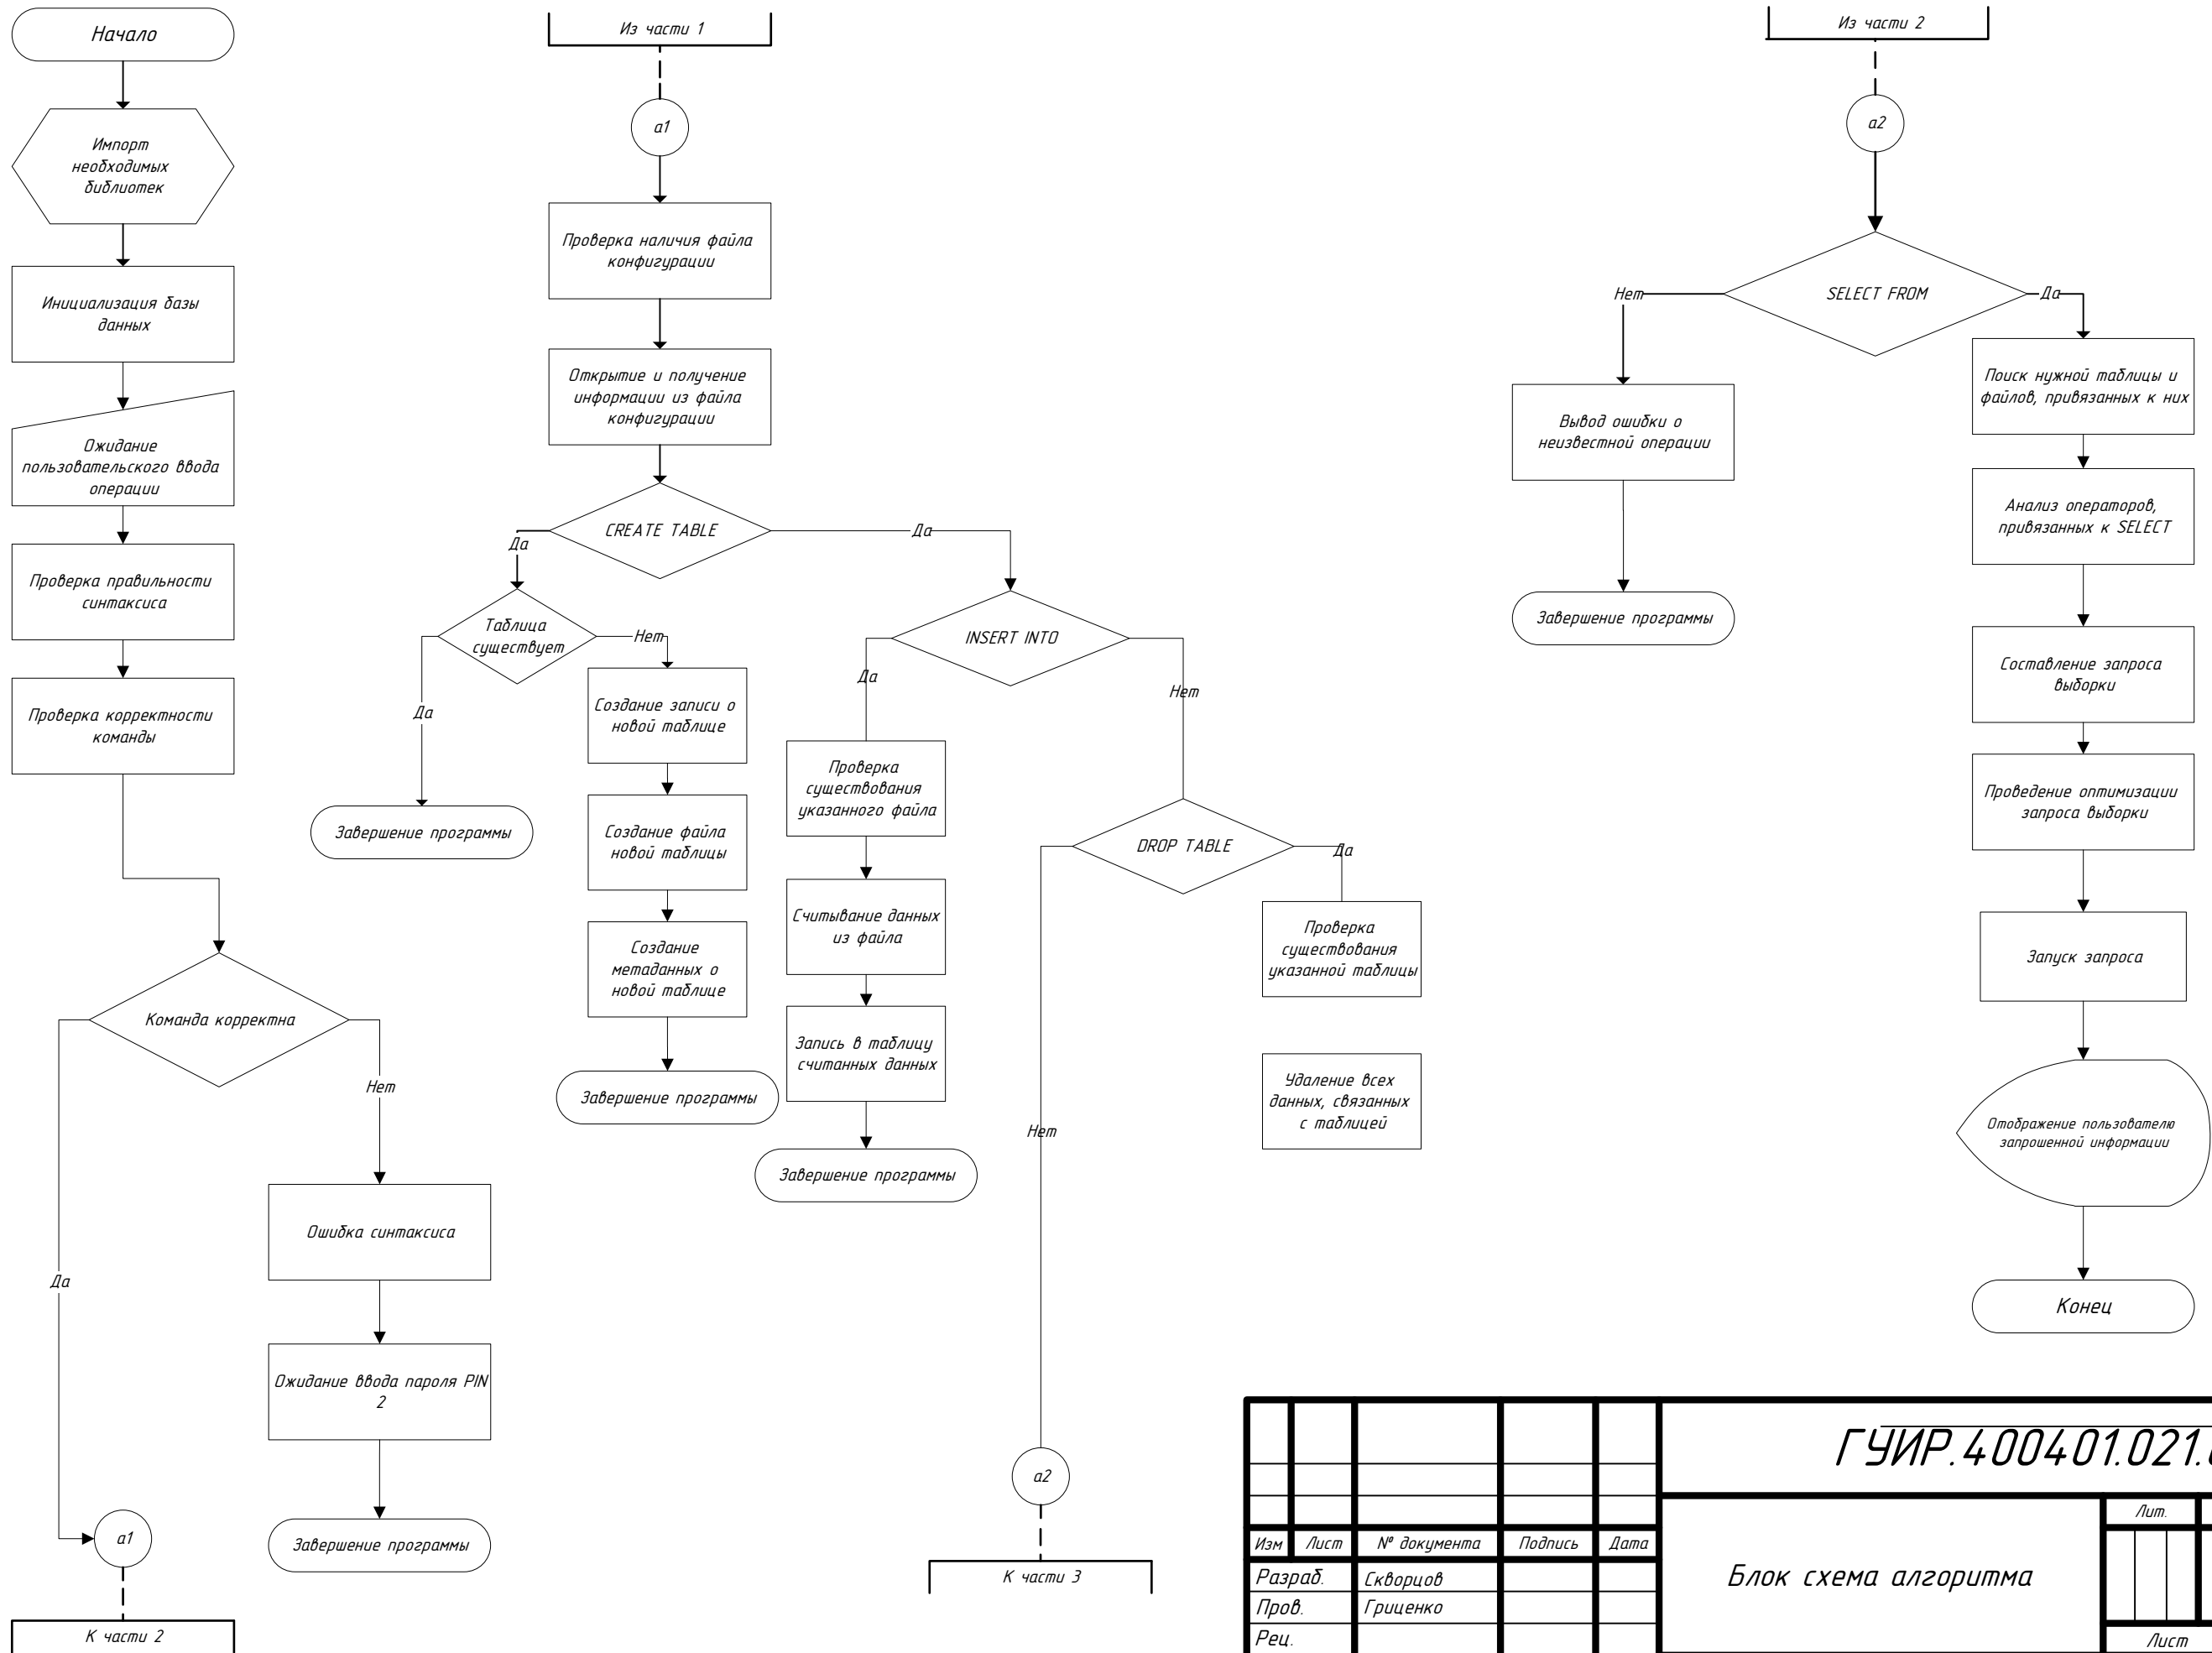 Начало
Импорт
необходимых
библиотек
Инициализация базы
данных
Ожидание
пользовательского ввода
операции
Проверка правильности
синтаксиса
Проверка корректности
команды
Команда корректна
Да
Нет
Ошибка синтаксиса
Ожидание ввода пароля PIN
2
Завершение программы
а1
К части 2
Из части 1
а1
Проверка наличия файла
конфигурации
Открытие и получение
информации из файла
конфигурации
CREATE TABLE
Да
Да
Таблица
существует
Нет
Да
Завершение программы
Создание записи о
новой таблице
Создание файла
новой таблицы
Создание
метаданных о
новой таблице
Завершение программы
INSERT INTO
Да
Нет
Проверка
существования
указанного файла
Считывание данных
из файла
Запись в таблицу
считанных данных
Завершение программы
DROP TABLE
Да
Нет
Проверка
существования
указанной таблицы
Удаление всех
данных, связанных
с таблицей
а2
К части 3
Из части 2
а2
SELECT FROM
Нет
Да
Вывод ошибки о
неизвестной операции
Завершение программы
Поиск нужной таблицы и
файлов, привязанных к них
Анализ операторов,
привязанных к SELECT
Составление запроса
выборки
Проведение оптимизации
запроса выборки
Запуск запроса
Отображение пользователю
запрошенной информации
Конец
ГУИР.400401.021.
Изм Лист № документа Подпись Дата
Разраб. Скворцов
Пров. Гриценко
Рец.
Блок схема алгоритма
Лит.
Лист